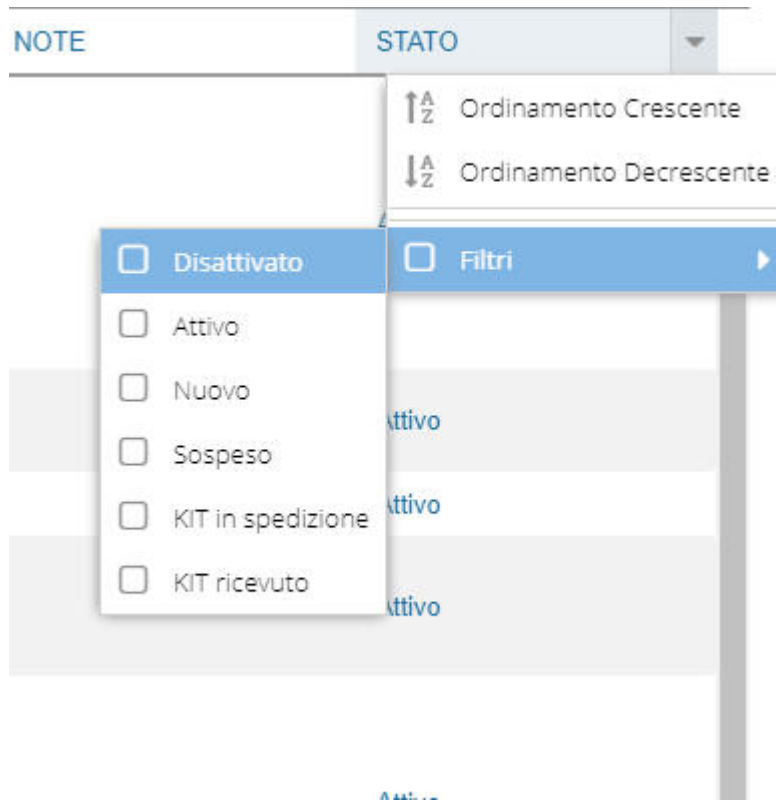 NOTE
STATO
Ordinamento Crescente
Ordinamento Decrescente
Filtri
Disattivato
Attivo
Nuovo
Sospeso
KIT in spedizione
KIT ricevuto
Attivo
Attivo
Attivo